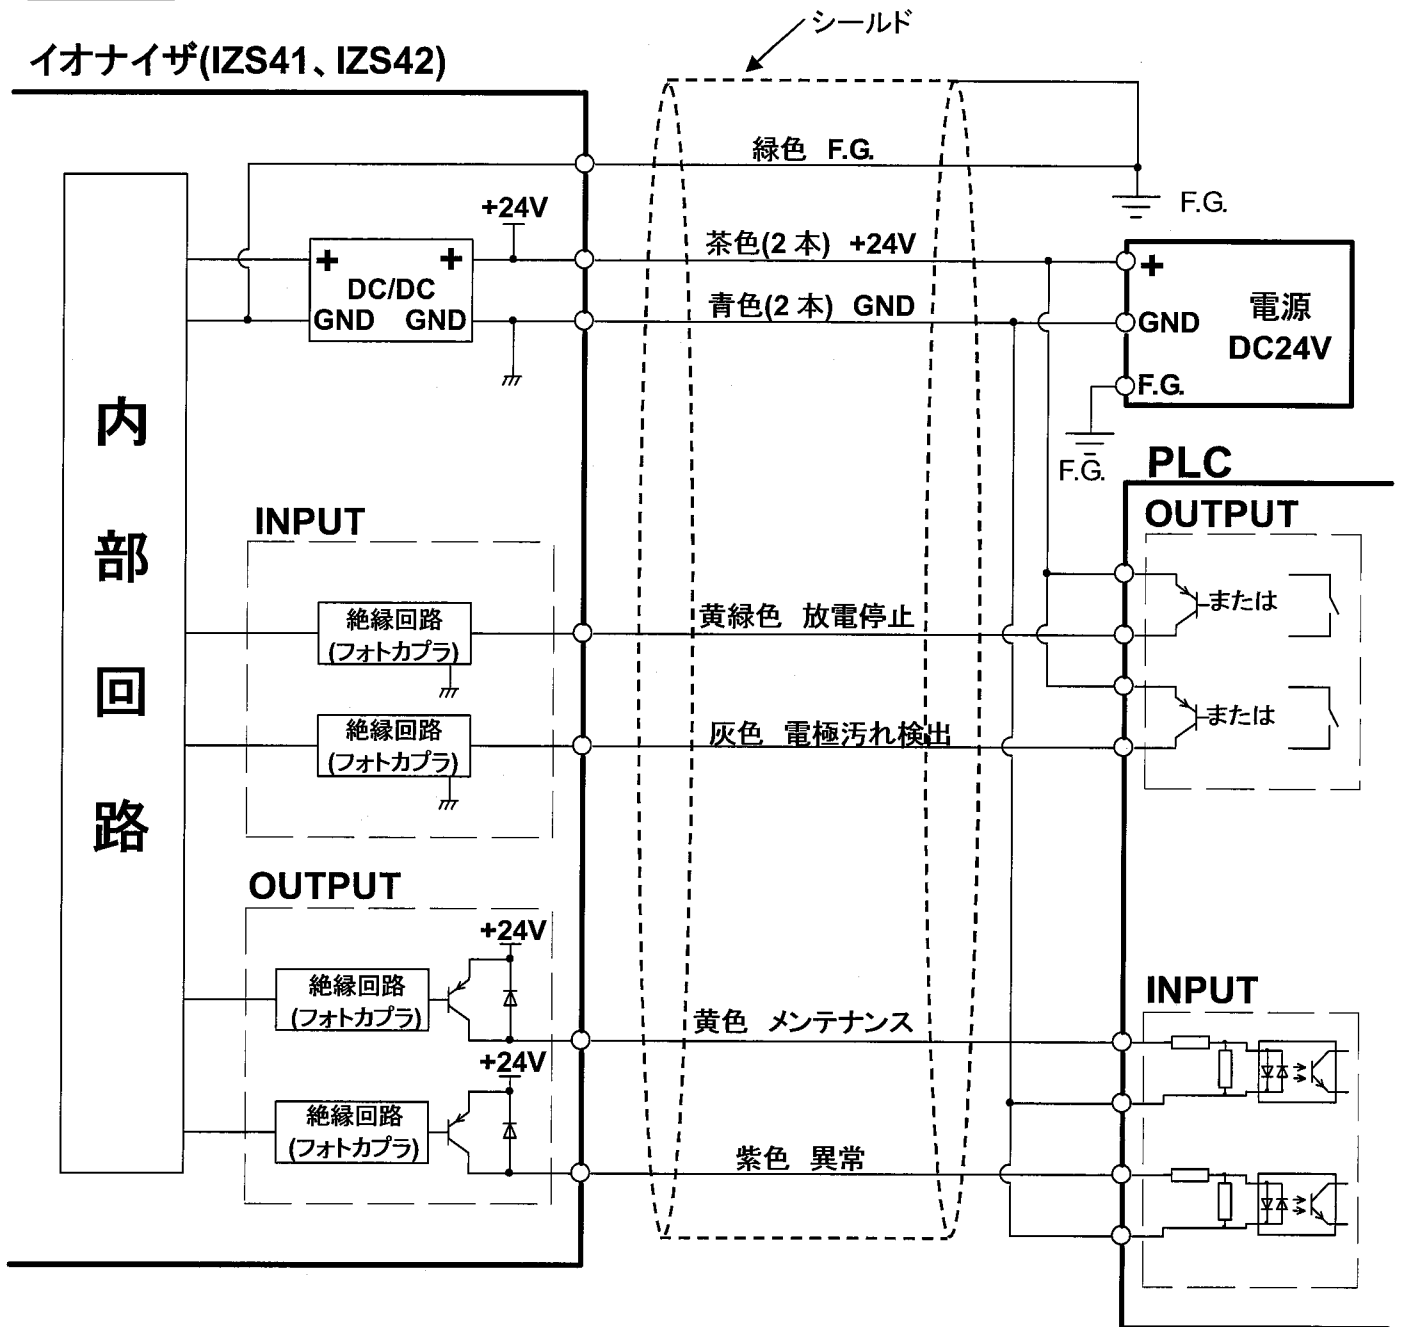 シールド
イオナイザ(IZS41、IZS42)
緑色 F.G.
F.G.
+24V
茶色(2 本) +24V
+ +
DC/DC
GND GND
青色(2 本) GND
+
GND
F.G.
電源
DC24V
F.G.
内部回路
PLC
OUTPUT
INPUT
絶縁回路
(フォトカプラ)
黄緑色 放電停止
または
絶縁回路
(フォトカプラ)
灰色 電極汚れ検出
または
OUTPUT
+24V
絶縁回路
(フォトカプラ)
黄色 メンテナンス
INPUT
+24V
絶縁回路
(フォトカプラ)
紫色 異常